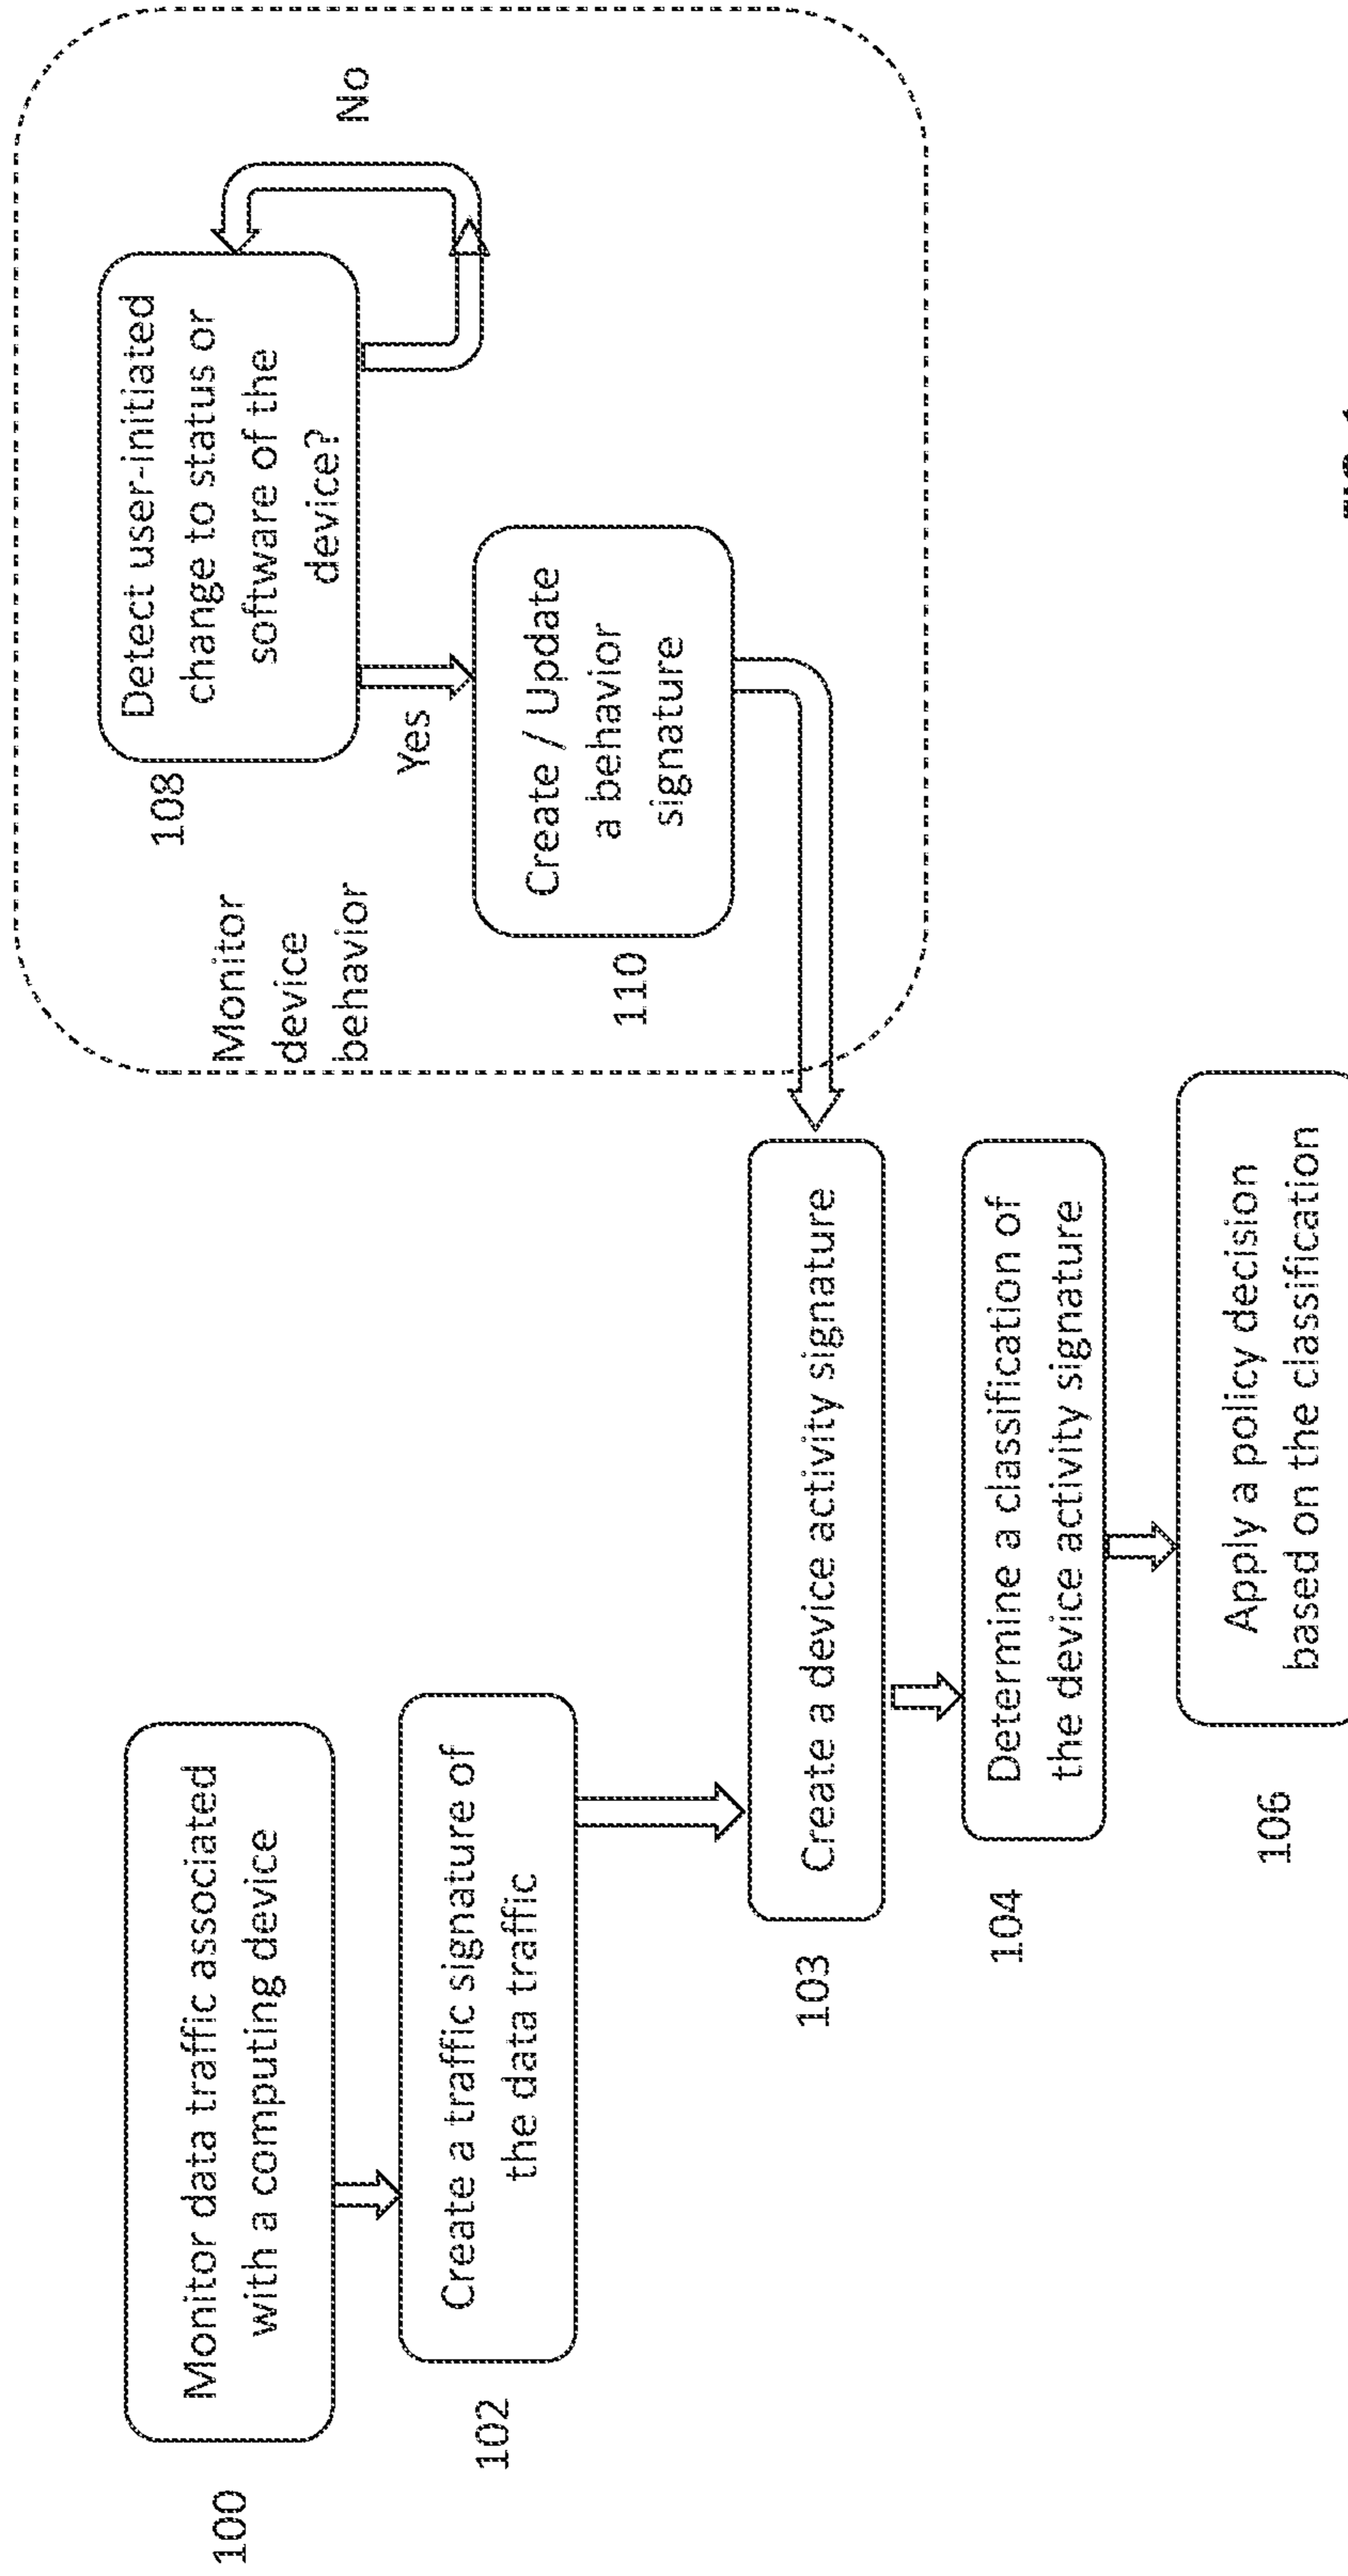 100
Monitor data traffic associated
with a computing device
102
Create a traffic signature of
the data traffic
103
Create a device activity signature
104
Determine a classification of
the device activity signature
106
Apply a policy decision
based on the classification
Monitor
device
behavior
108
Detect user-initiated
change to status or
software of the
device?
No
Yes
110
Create / Update
a behavior
signature